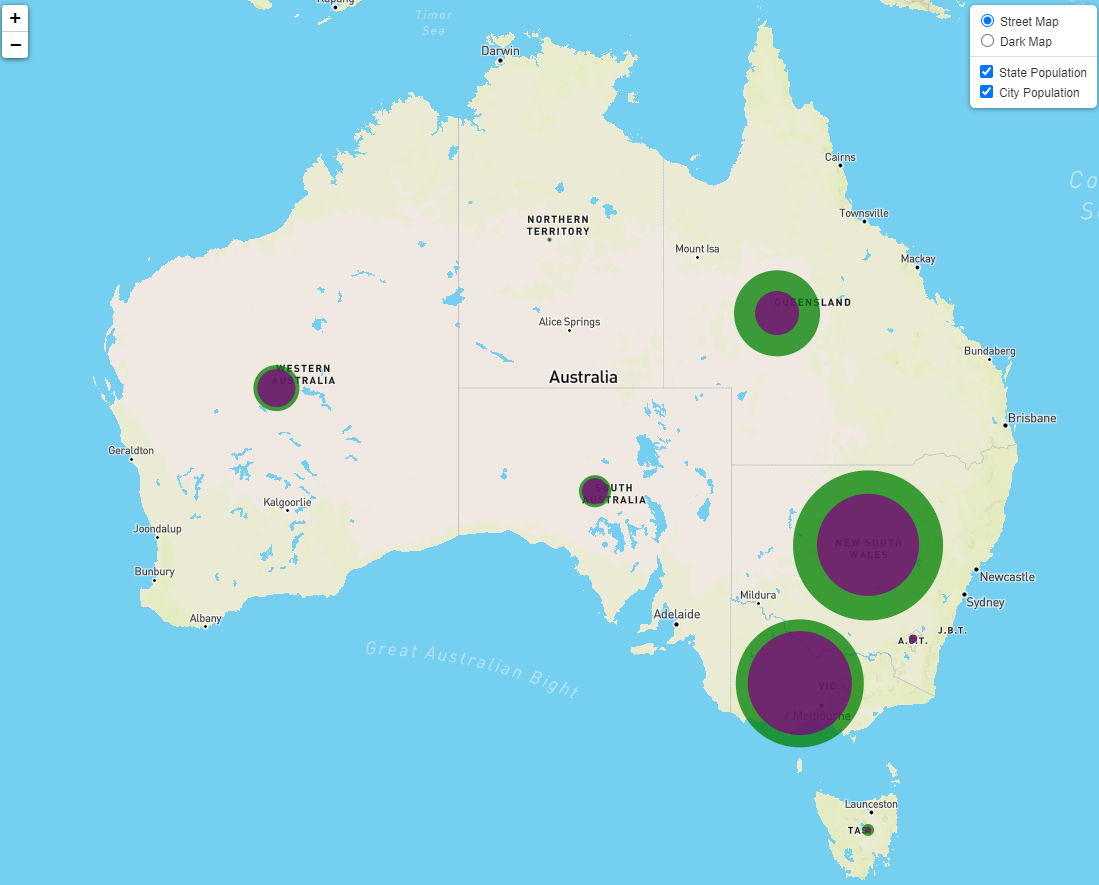 +
−
Kupang
Timor
Sea
Street Map
Dark Map
State Population
City Population
Darwin
Cairns
Co
S
NORTHERN
TERRITORY
Townsville
Mount Isa
Mackay
QUEENSLAND
Alice Springs
Bundaberg
WESTERN
AUSTRALIA
Australia
Brisbane
Geraldton
SOUTH
AUSTRALIA
Kalgoorlie
Joondalup
NEW SOUTH
WALES
Bunbury
Newcastle
Mildura
Sydney
Albany
Adelaide
J.B.T.
A.C.T.
Great Australian Bight
VIC.
Melbourne
Launceston
TAS